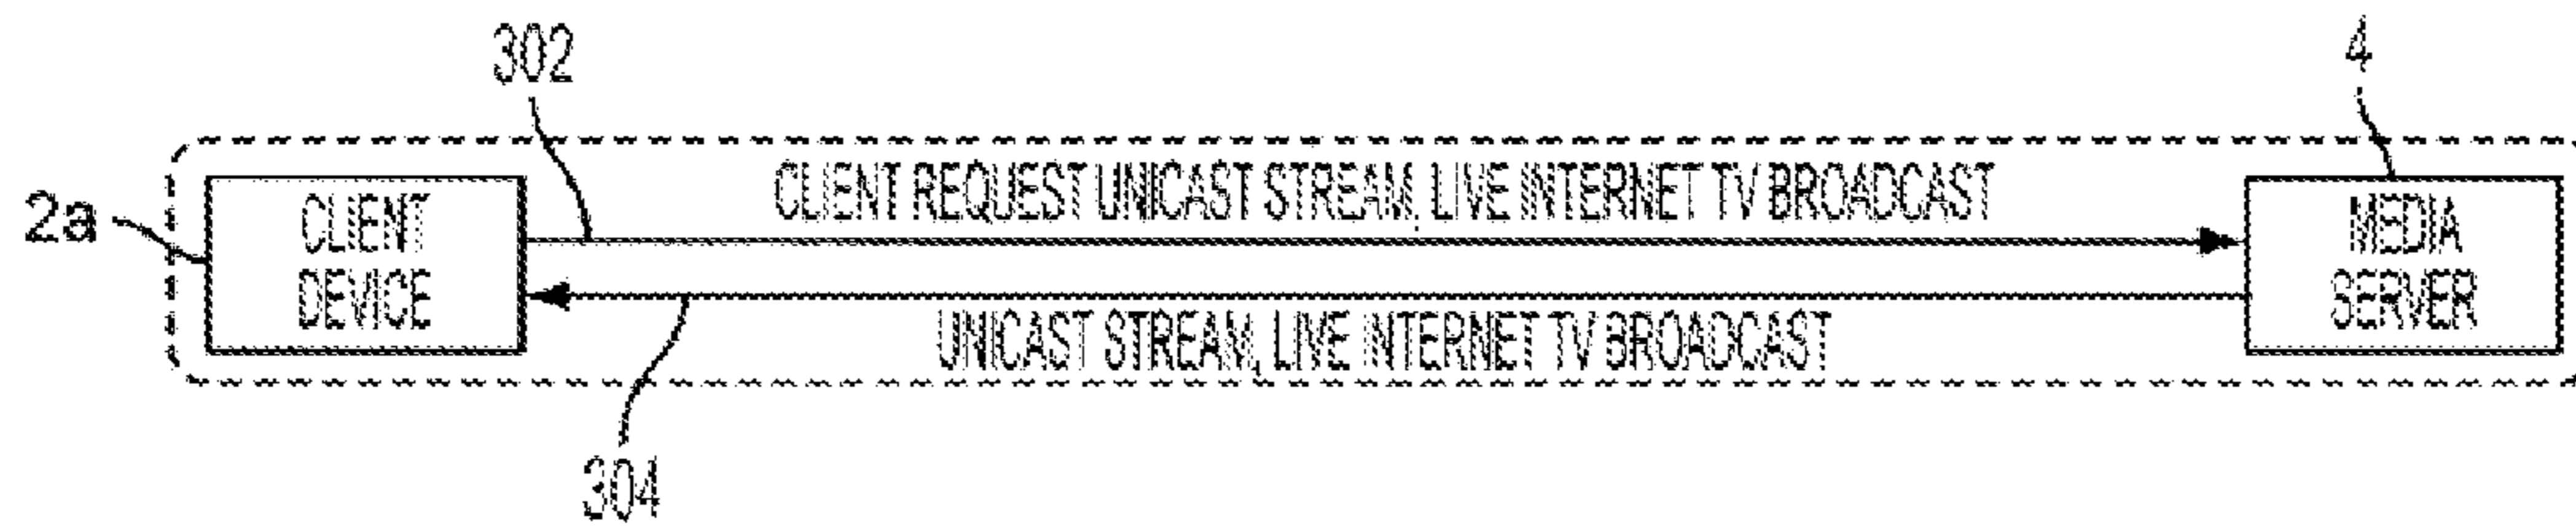 302
4
CLIENT REQUEST UNICAST STREAM, LIVE INTERNET TV BROADCAST
2a
CLIENT
DEVICE
MEDIA
SERVER
UNICAST STREAM, LIVE INTERNET TV BROADCAST
304